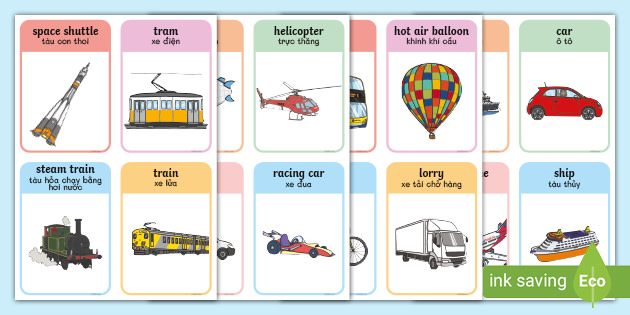 space shuttle
tàu con thoi
tram
xe điện
helicopter
trực thăng
hot air balloon
khinh khí cầu
car
ô tô
steam train
tàu hỏa chạy bằng
hơi nước
train
xe lửa
racing car
xe đua
lorry
xe tải chở hàng
ship
tàu thủy
ink saving
Eco